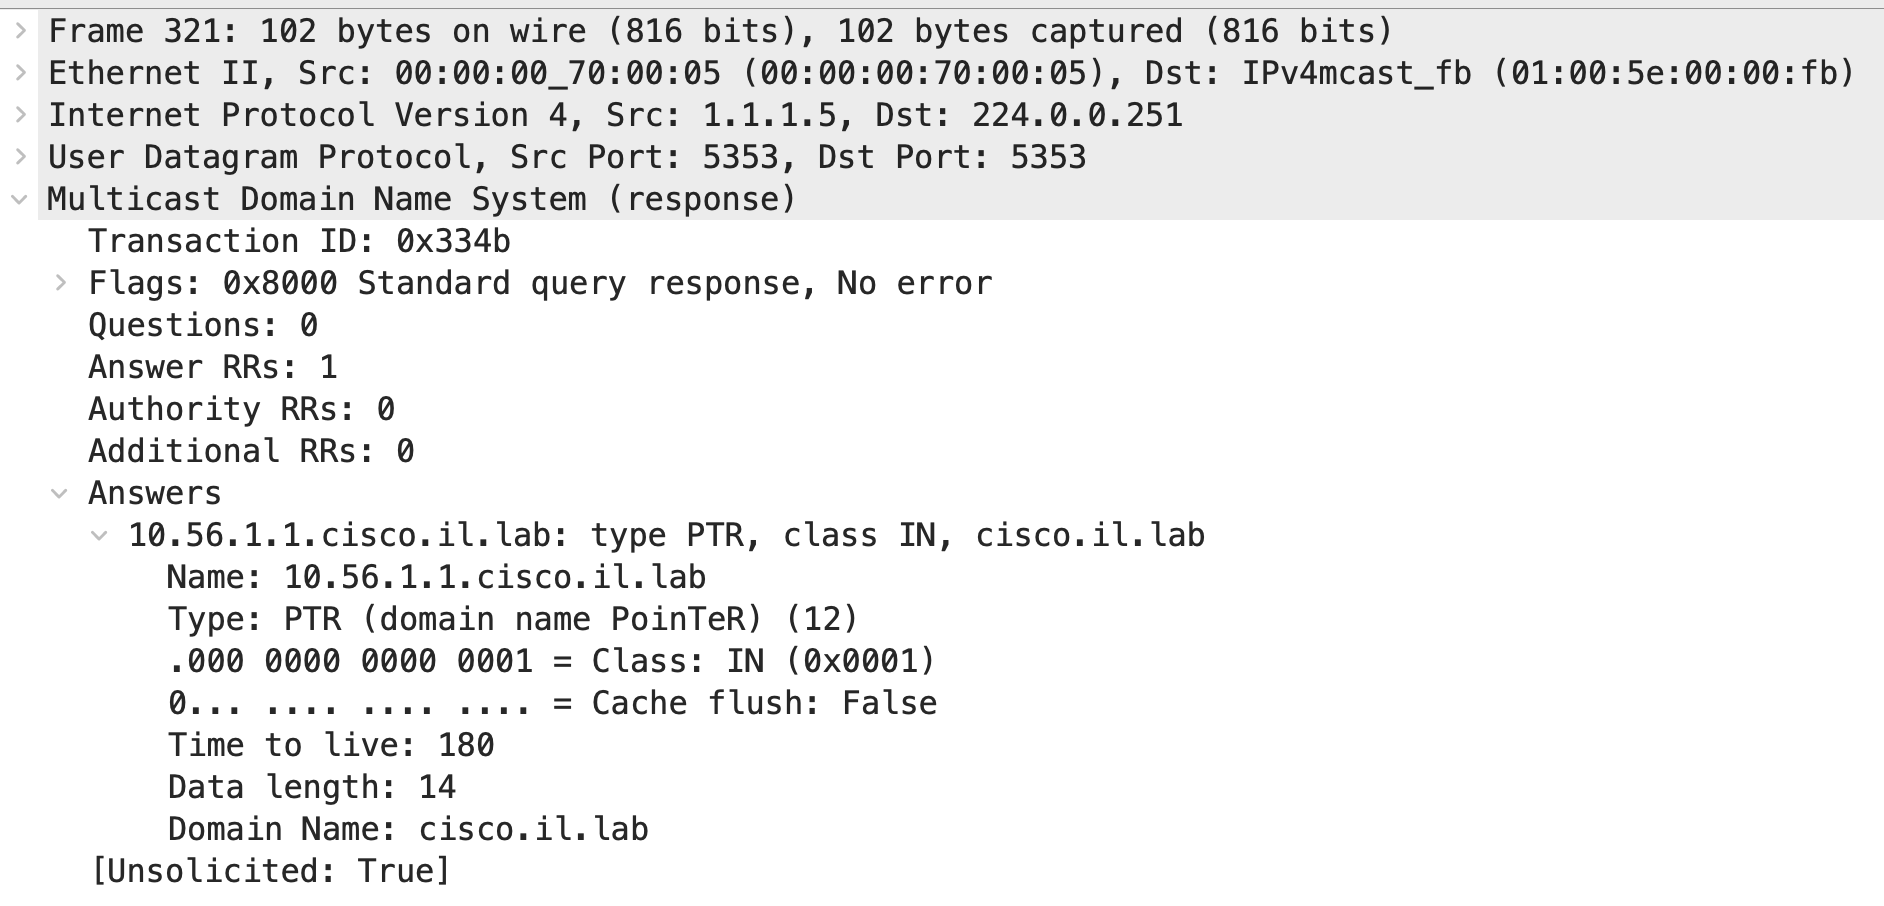 Frame 321: 102 bytes on wire (816 bits), 102 bytes captured (816 bits)
Ethernet II, Src: 00:00:00_70:00:05 (00:00:00:70:00:05), Dst: IPv4mcast_fb (01:00:5e:00:00:fb)
Internet Protocol Version 4, Src: 1.1.1.5, Dst: 224.0.0.251
User Datagram Protocol, Src Port: 5353, Dst Port: 5353
Multicast Domain Name System (response)
Transaction ID: 0x334b
Flags: 0x8000 Standard query response, No error
Questions: 0
Answer RRs: 1
Authority RRs: 0
Additional RRs: 0
Answers
10.56.1.1.cisco.il.lab: type PTR, class IN, cisco.il.lab
Name: 10.56.1.1.cisco.il.lab
Type: PTR (domain name PoinTeR) (12)
.000 0000 0000 0001 = Class: IN (0x0001)
0... .... .... .... = Cache flush: False
Time to live: 180
Data length: 14
Domain Name: cisco.il.lab
[Unsolicited: True]